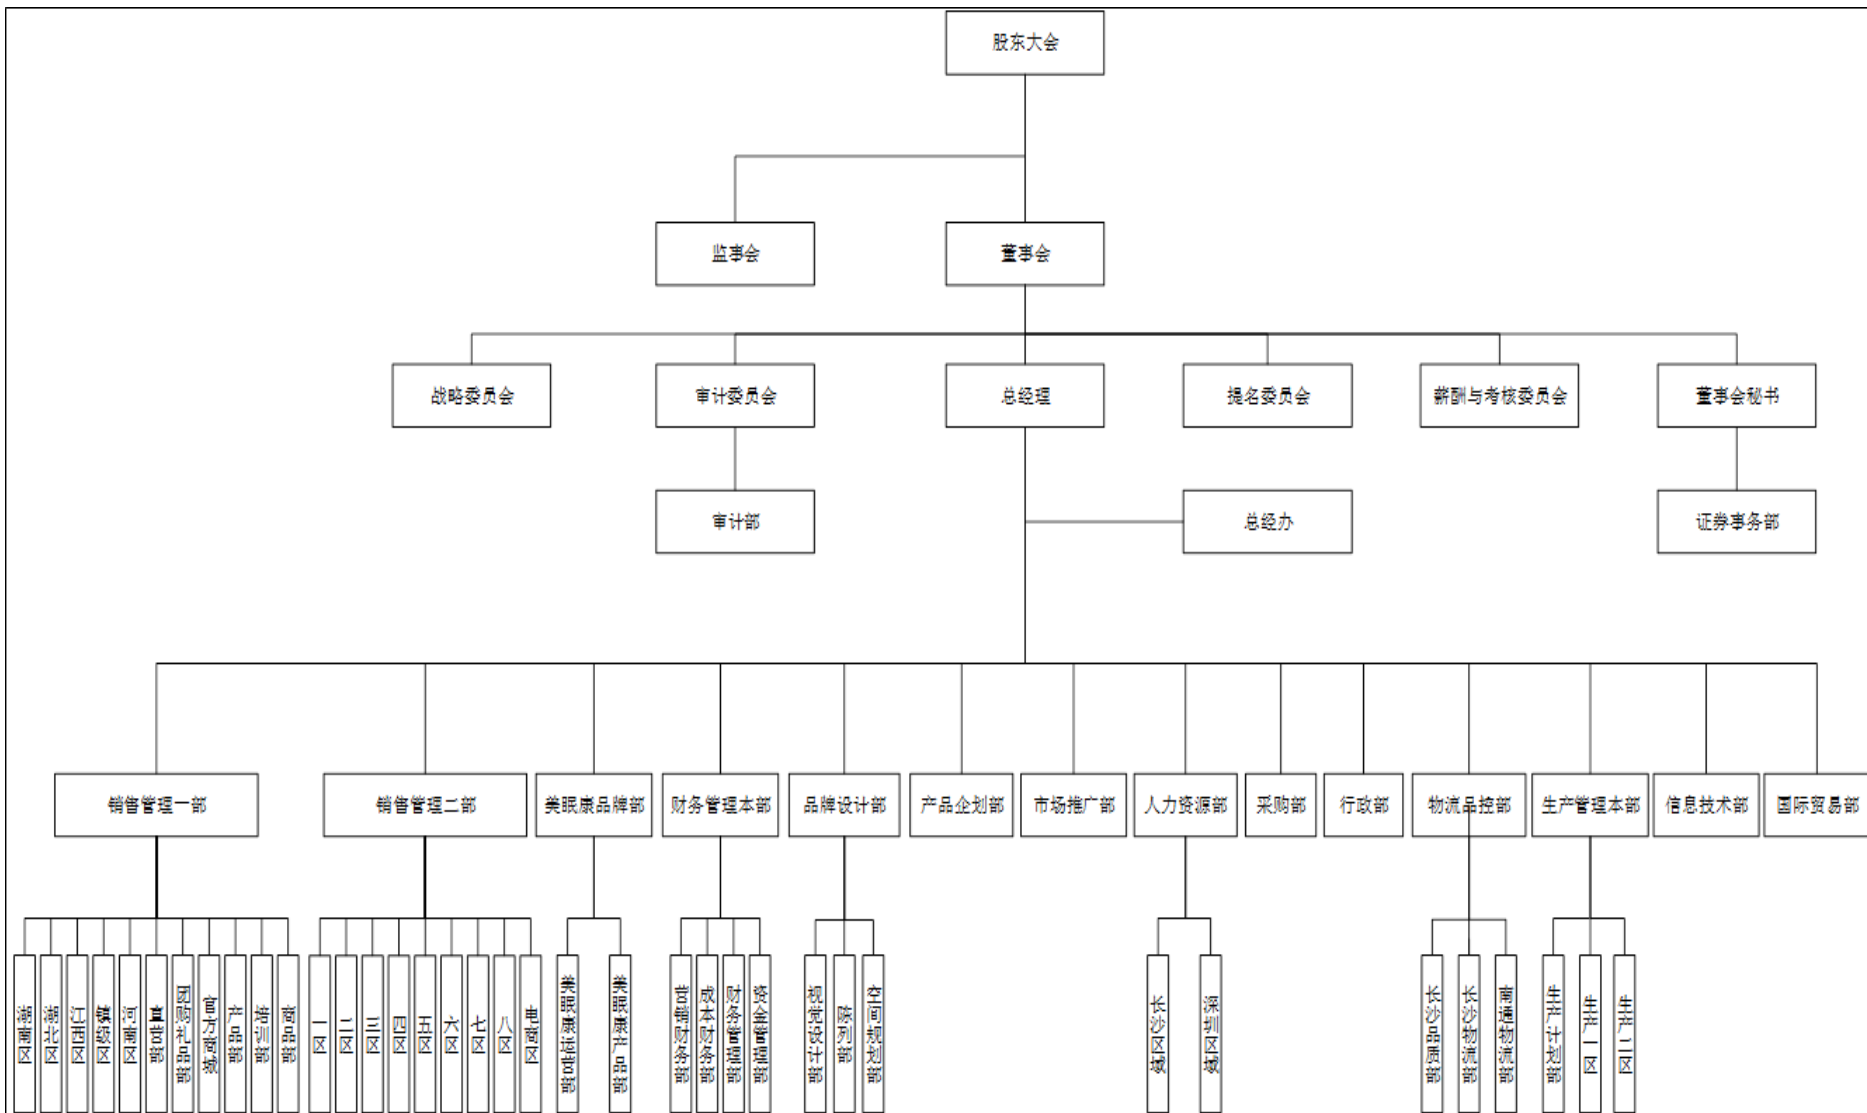 股东大会
监事会
董事会
战略委员会
审计委员会
总经理
提名委员会
薪酬与考核委员会
董事会秘书
审计部
总经办
证券事务部
销售管理一部
销售管理二部
美眠康品牌部
财务管理本部
品牌设计部
产品企划部
市场推广部
人力资源部
采购部
行政部
物流品控部
生产管理本部
信息技术部
国际贸易部
湖南区
湖北区
江西区
镇级区
河南区
直营部
团购礼品部
官方商城
产品部
培训部
商品部
一区
二区
三区
四区
五区
六区
七区
八区
电商区
美眠康运营部
美眠康产品部
营销财务部
成本财务部
财务管理部
资金管理部
视觉设计部
陈列部
空间规划部
长沙区域
深圳区域
长沙品质部
长沙物流部
南通物流部
生产计划部
生产一区
生产二区